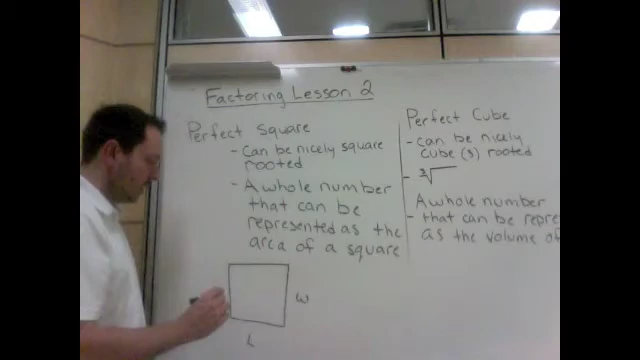 Factoring Lesson 2
Perfect Square
- Can be nicely square
rooted
- A whole number
that can be
represented as the
area of a square
L
W
Perfect Cube
- can be nicely
cube (3) rooted
- ³√
A whole number
- that can be repre
as the volume of